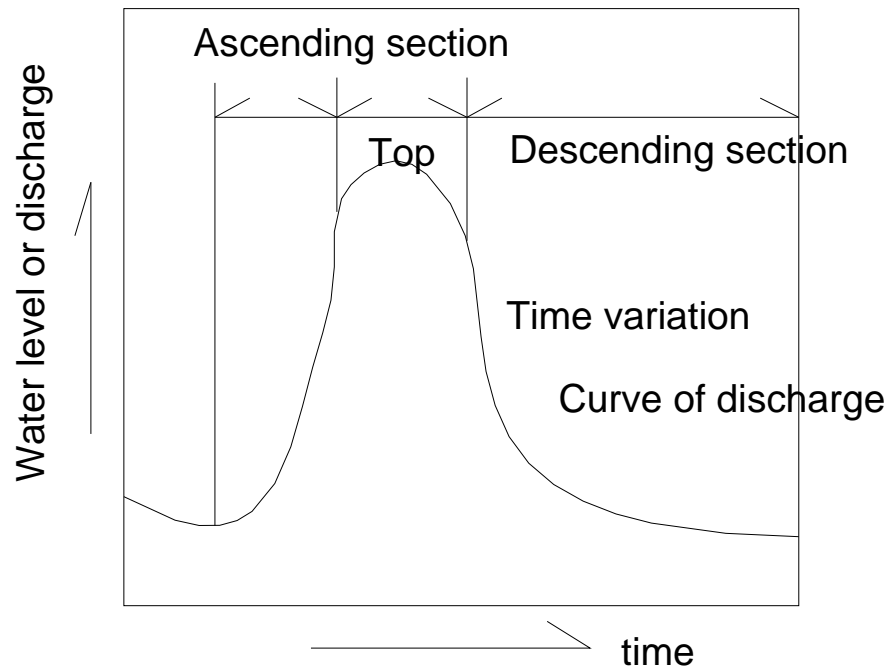 Ascending section
Top
Descending section
Water level or discharge
Time variation
Curve of discharge
time